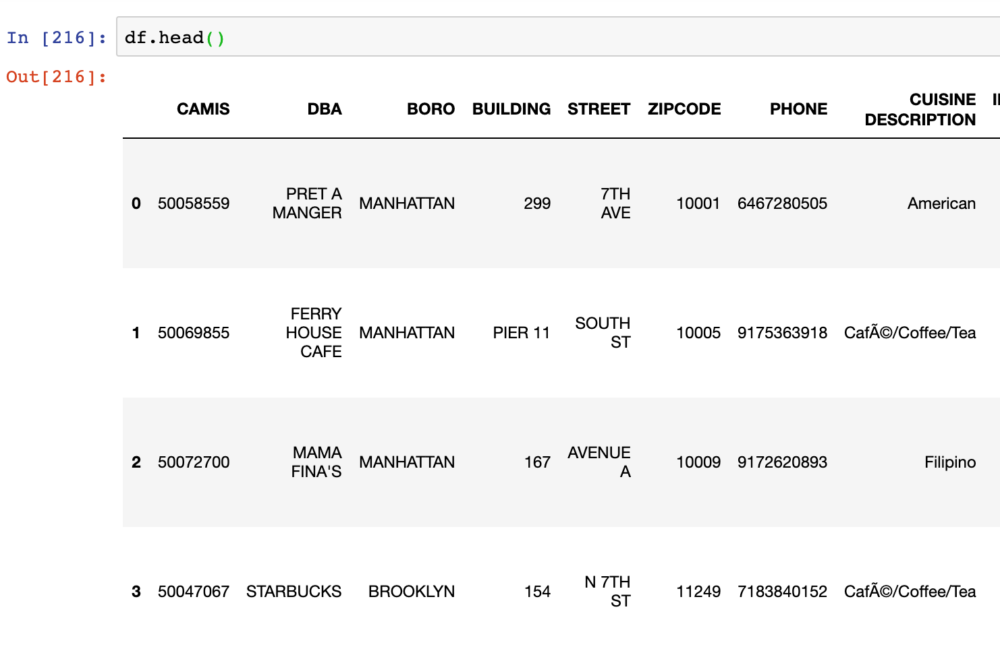 In [216]: df.head()
Out[216]:
CAMIS DBA BORO BUILDING STREET ZIPCODE PHONE CUISINE DESCRIPTION
0 50058559 PRET A MANGER MANHATTAN 299 7TH AVE 10001 6467280505 American
1 50069855 FERRY HOUSE CAFE MANHATTAN PIER 11 SOUTH ST 10005 9175363918 CafÃ©/Coffee/Tea
2 50072700 MAMA FINA'S MANHATTAN 167 AVENUE A 10009 9172620893 Filipino
3 50047067 STARBUCKS BROOKLYN 154 N 7TH ST 11249 7183840152 CafÃ©/Coffee/Tea